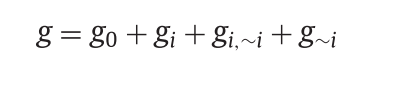 g = g₀ + gᵢ + gᵢ,∼ᵢ + g∼ᵢ